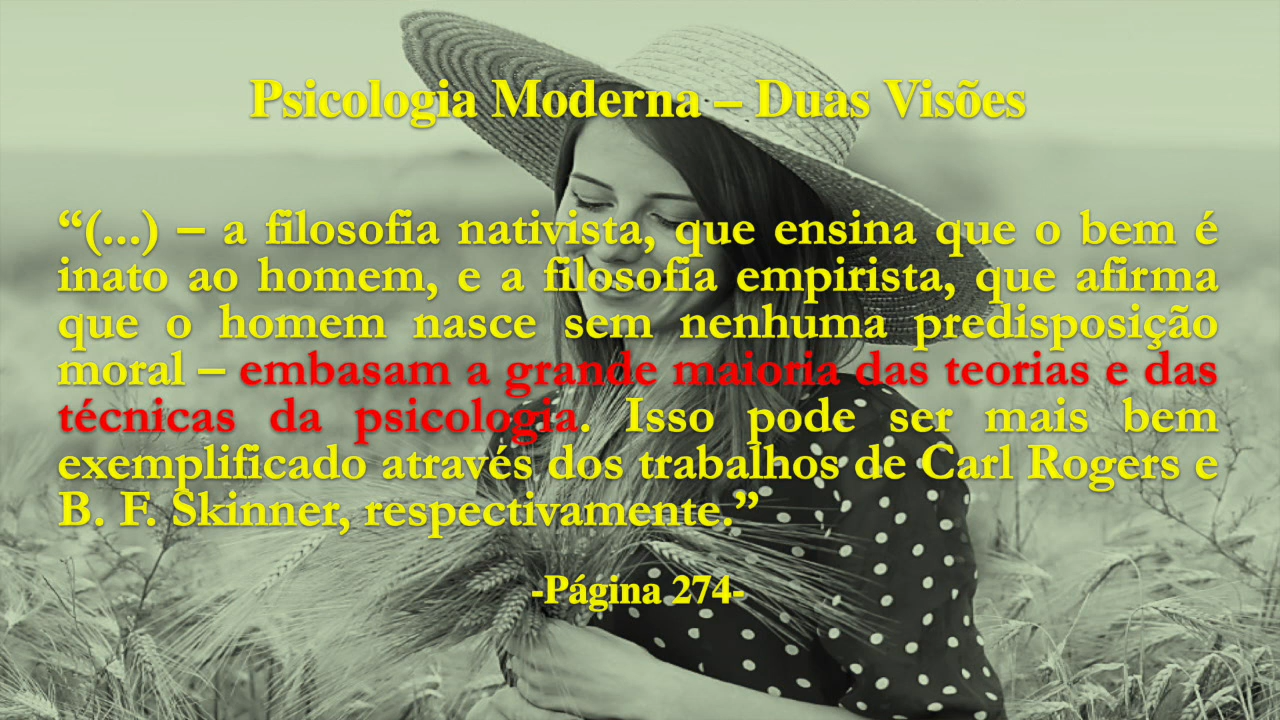 Psicologia Moderna – Duas Visões
“(...) – a filosofia nativista, que ensina que o bem é
inato ao homem, e a filosofia empirista, que afirma
que o homem nasce sem nenhuma predisposição
moral – embasam a grande maioria das teorias e das
técnicas da psicologia. Isso pode ser mais bem
exemplificado através dos trabalhos de Carl Rogers e
B. F. Skinner, respectivamente.”
-Página 274-